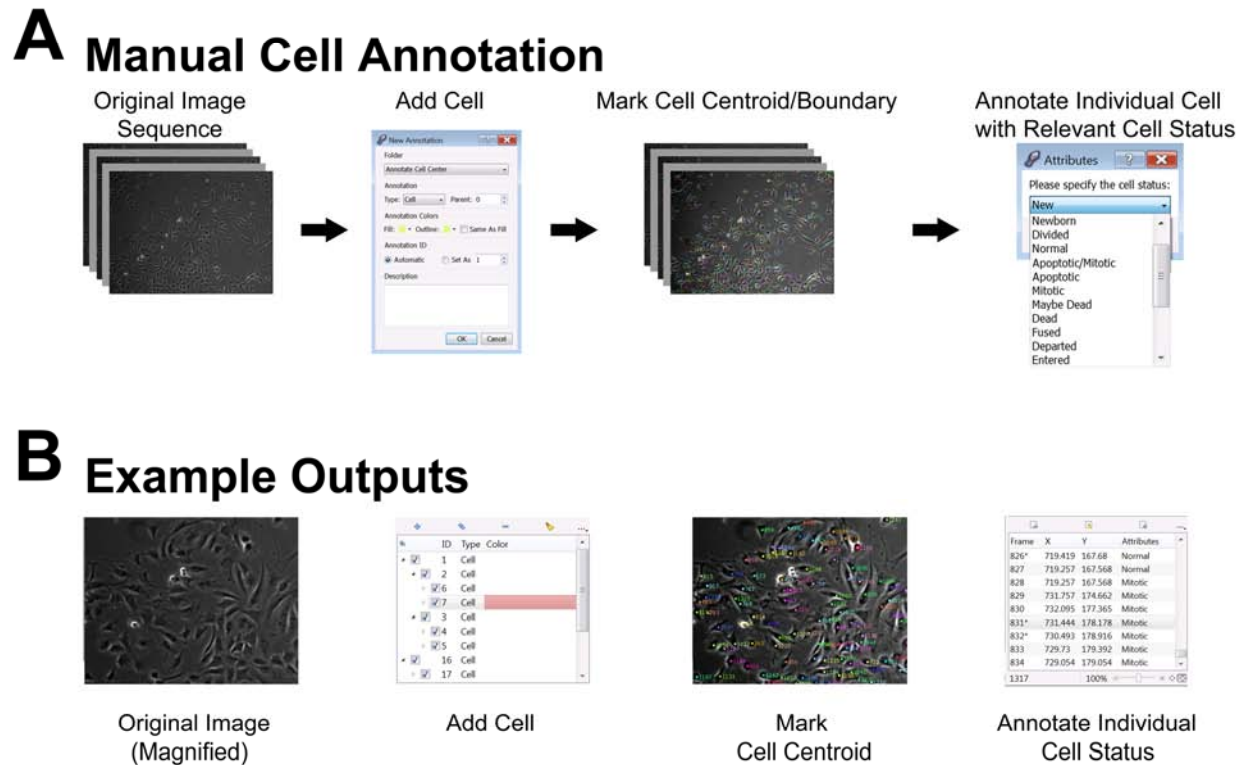 A Manual Cell Annotation
Original Image
Sequence
Add Cell
Mark Cell Centroid/Boundary
Annotate Individual Cell
with Relevant Cell Status
New Annotation
Folder
Annotate Cell Center
Annotation
Type: Cell Parent: 0
Annotation Colors
Fill: Outline: Same As Fill
Annotation ID
Automatic Set As 1
Description
OK Cancel
Attributes
Please specify the cell status:
New
Newborn
Divided
Normal
Apoptotic/Mitotic
Apoptotic
Mitotic
Maybe Dead
Dead
Fused
Departed
Entered
B Example Outputs
ID Type Color
1 Cell
2 Cell
6 Cell
7 Cell
3 Cell
4 Cell
5 Cell
16 Cell
17 Cell
Frame X Y Attributes
826* 719.419 167.68 Normal
827 719.257 167.568 Normal
828 719.257 167.568 Mitotic
829 731.757 174.662 Mitotic
830 732.095 177.365 Mitotic
831* 731.444 178.178 Mitotic
832* 730.493 178.916 Mitotic
833 729.73 179.392 Mitotic
834 729.054 179.054 Mitotic
1317 100%
Original Image
(Magnified)
Add Cell
Mark
Cell Centroid
Annotate Individual
Cell Status